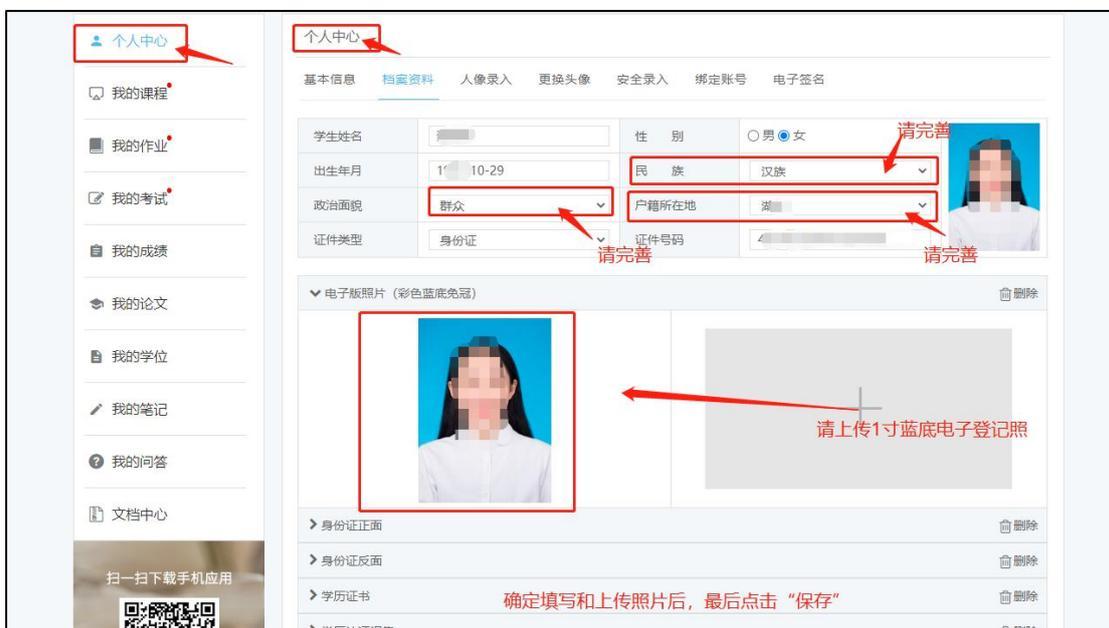 个人中心
个人中心
基本信息 档案资料 人像录入 更换头像 安全录入 绑定账号 电子签名
我的课程
请完善
学生姓名 性 别 男 女
我的作业
出生年月 10-29 民 族 汉族
我的考试
政治面貌 群众 户籍所在地
证件类型 身份证 证件号码 4
我的成绩
请完善 请完善
电子版照片（彩色蓝底免冠） 删除
我的论文
我的学位
我的笔记
请上传1寸蓝底电子登记照
我的问答
文档中心
身份证正面 删除
身份证反面 删除
扫一扫下载手机应用
学历证书 删除
确定填写和上传照片后，最后点击“保存”